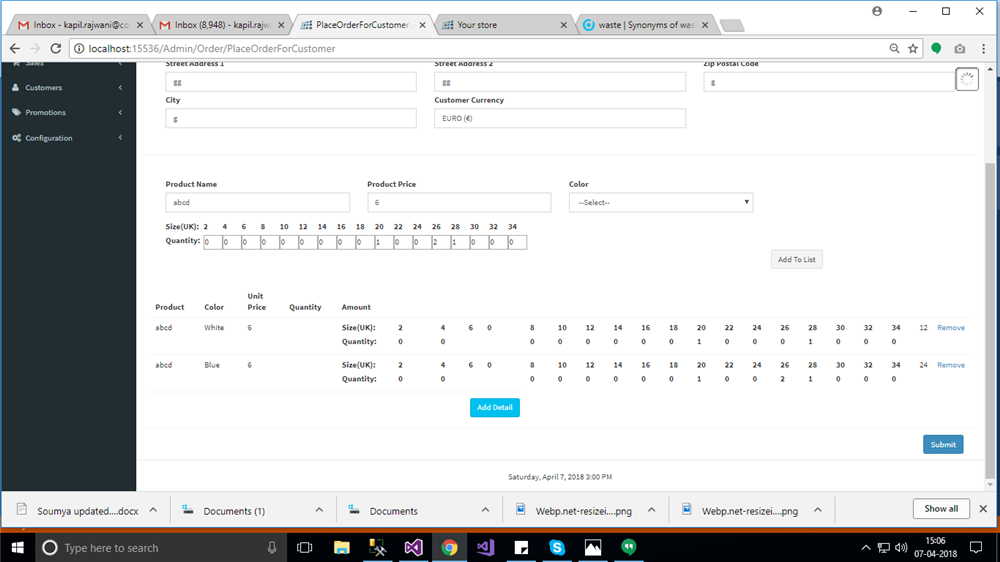 Inbox - kapil.rajwani@co
Inbox (8,948) - kapil.rajw
PlaceOrderForCustomer
Your store
waste | Synonyms of was
localhost:15536/Admin/Order/PlaceOrderForCustomer
Sales
Customers
Promotions
Configuration
Street Address 1 Street Address 2 Zip Postal Code
gg gg g
City Customer Currency
g EURO (€)
Product Name Product Price Color
abcd 6 --Select--
Size(UK): 2 4 6 8 10 12 14 16 18 20 22 24 26 28 30 32 34
Quantity: 0 0 0 0 0 0 0 0 0 1 0 0 2 1 0 0 0
Add To List
Product Color Unit Price Quantity Amount
abcd White 6 Size(UK): 2 4 6 0 8 10 12 14 16 18 20 22 24 26 28 30 32 34 12 Remove
Quantity: 0 0 0 0 0 0 0 0 1 0 0 0 1 0 0 0
abcd Blue 6 Size(UK): 2 4 6 0 8 10 12 14 16 18 20 22 24 26 28 30 32 34 24 Remove
Quantity: 0 0 0 0 0 0 0 0 1 0 0 2 1 0 0 0
Add Detail
Submit
Saturday, April 7, 2018 3:00 PM
Soumya updated....docx
Documents (1)
Documents
Webp.net-resizei....png
Webp.net-resizei....png
Show all
Type here to search
15:06
07-04-2018